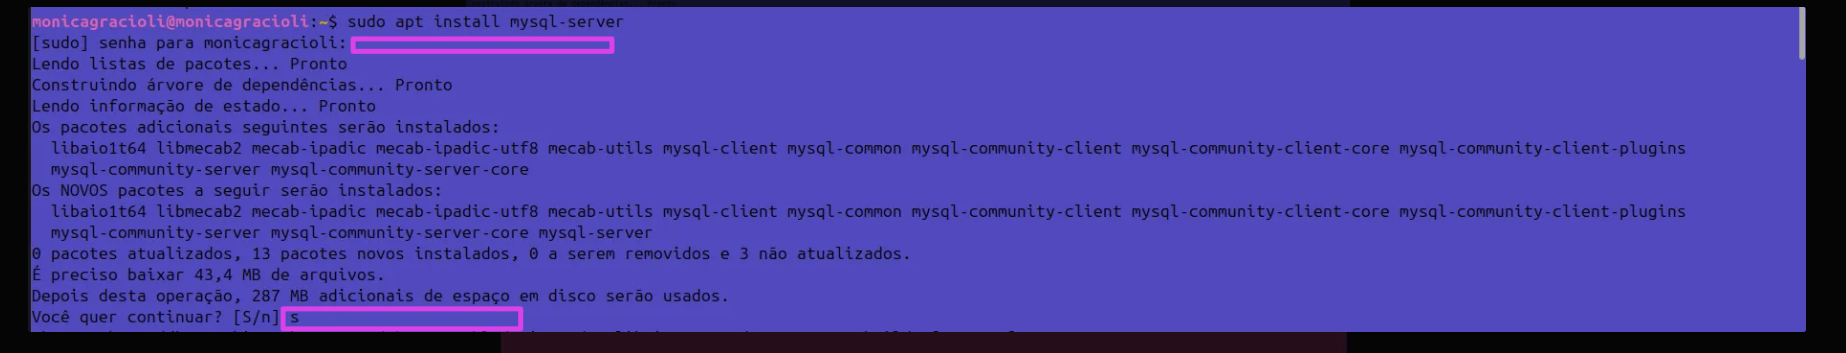 monicagracioli@monicagracioli:~$ sudo apt install mysql-server
[sudo] senha para monicagracioli:
Lendo listas de pacotes... Pronto
Construindo árvore de dependências... Pronto
Lendo informação de estado... Pronto
Os pacotes adicionais seguintes serão instalados:
  libaio1t64 libmecab2 mecab-ipadic mecab-ipadic-utf8 mecab-utils mysql-client mysql-common mysql-community-client mysql-community-client-core mysql-community-client-plugins
  mysql-community-server mysql-community-server-core
Os NOVOS pacotes a seguir serão instalados:
  libaio1t64 libmecab2 mecab-ipadic mecab-ipadic-utf8 mecab-utils mysql-client mysql-common mysql-community-client mysql-community-client-core mysql-community-client-plugins
  mysql-community-server mysql-community-server-core mysql-server
0 pacotes atualizados, 13 pacotes novos instalados, 0 a serem removidos e 3 não atualizados.
É preciso baixar 43,4 MB de arquivos.
Depois desta operação, 287 MB adicionais de espaço em disco serão usados.
Você quer continuar? [S/n] s